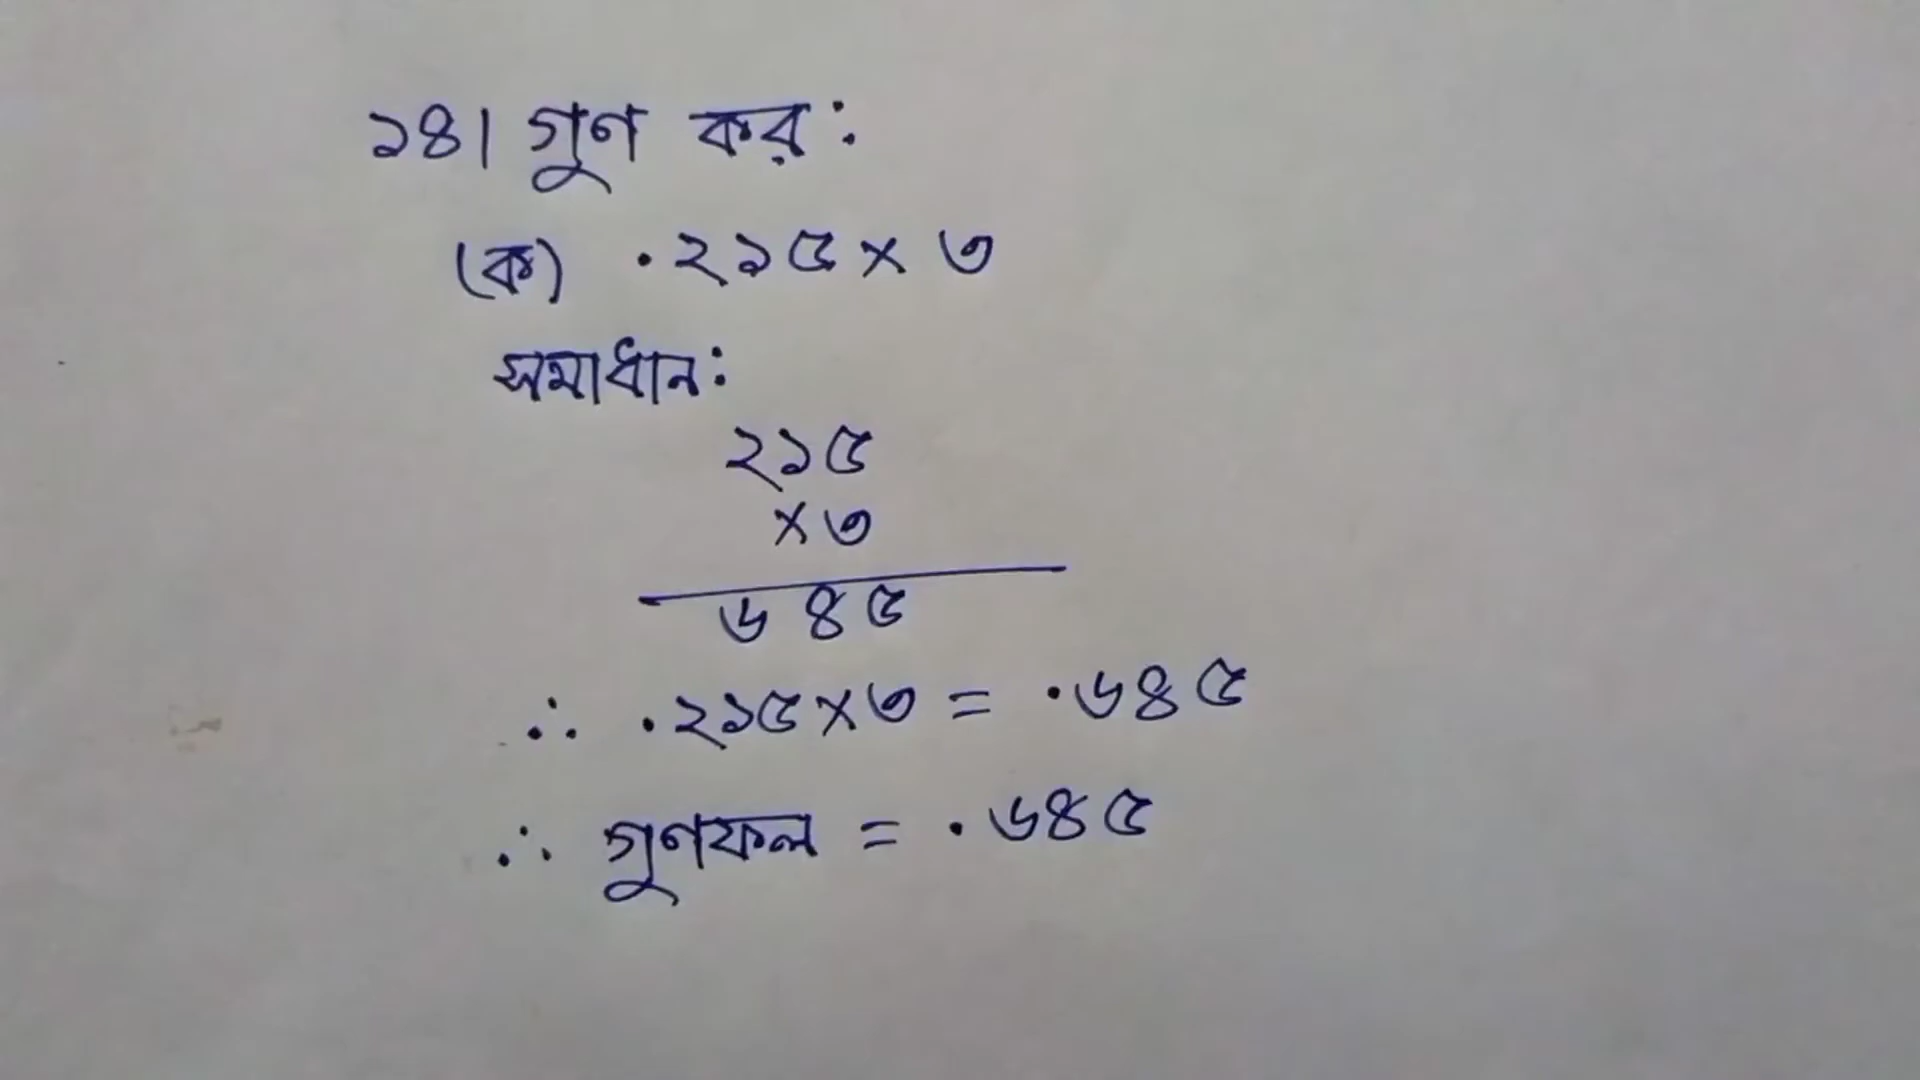 ১৪। গুণ কর:
(ক) .২১৫ × ৩
সমাধান:
২১৫
× ৩
৬৪৫
∴ .২১৫ × ৩ = .৬৪৫
∴ গুণফল = .৬৪৫